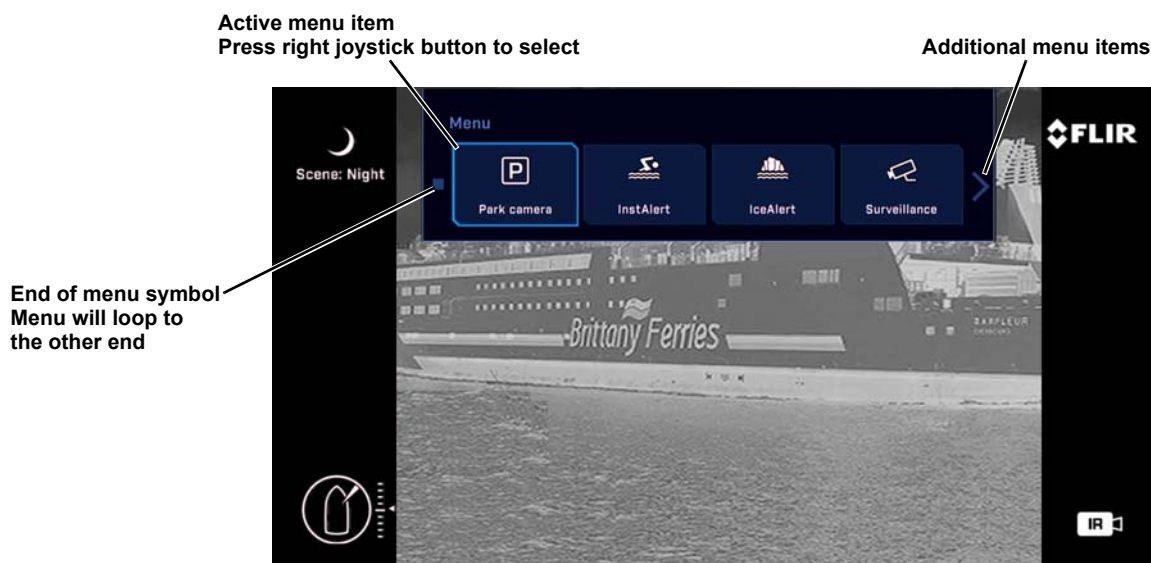 Active menu item
Press right joystick button to select
Additional menu items
Menu
FLIR
Scene: Night
P
Park camera
InstAlert
IceAlert
Surveillance
End of menu symbol
Menu will loop to
the other end
Brittany Ferries
BARFLEUR
CHERBOURG
IR